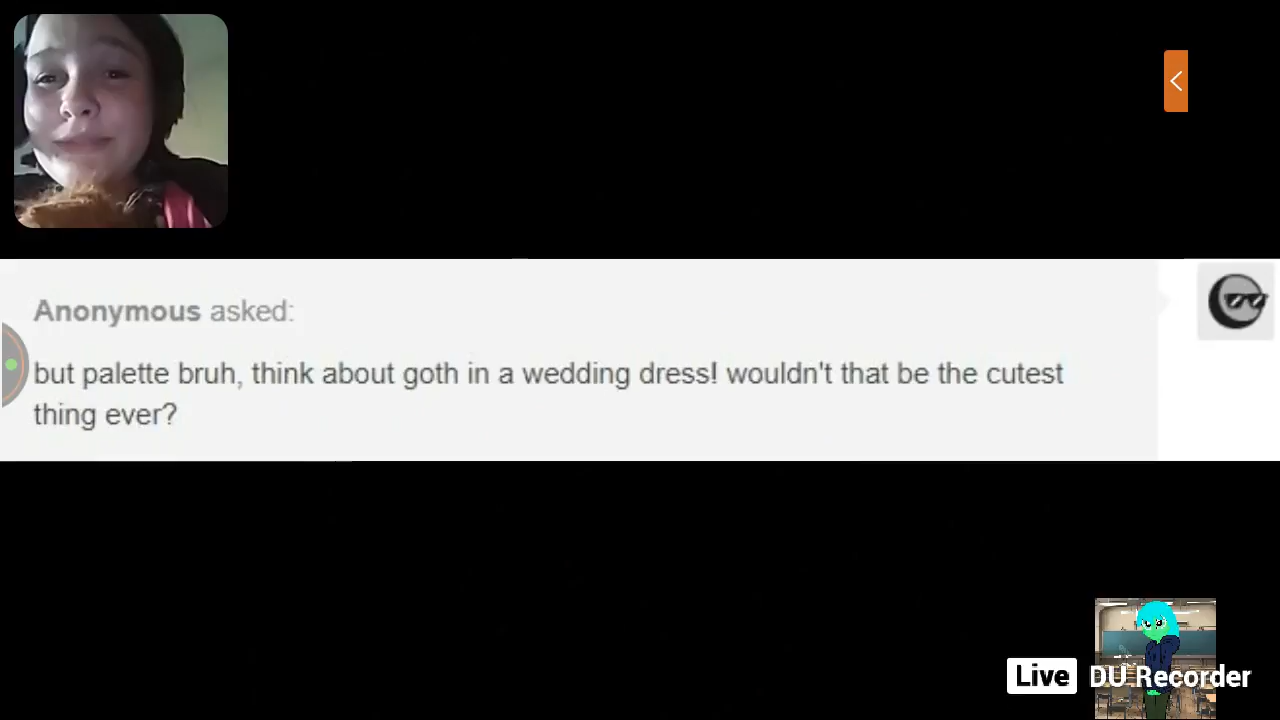 Anonymous asked:
but palette bruh, think about goth in a wedding dress! wouldn't that be the cutest
thing ever?
Live DU Recorder